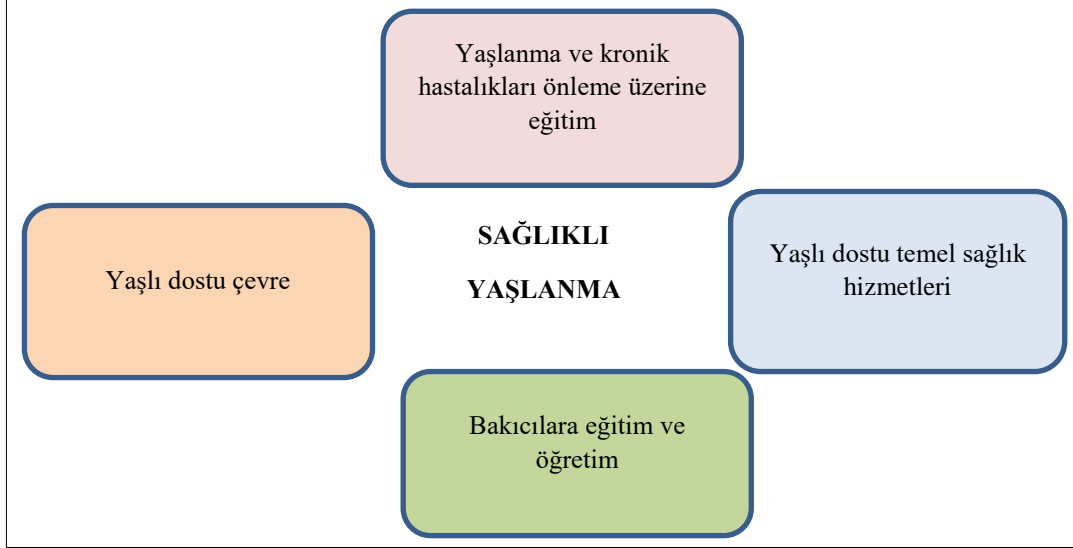 Yaşlanma ve kronik
hastalıkları önleme üzerine
eğitim
SAĞLIKLI
YAŞLANMA
Yaşlı dostu çevre
Yaşlı dostu temel sağlık
hizmetleri
Bakıcılara eğitim ve
öğretim